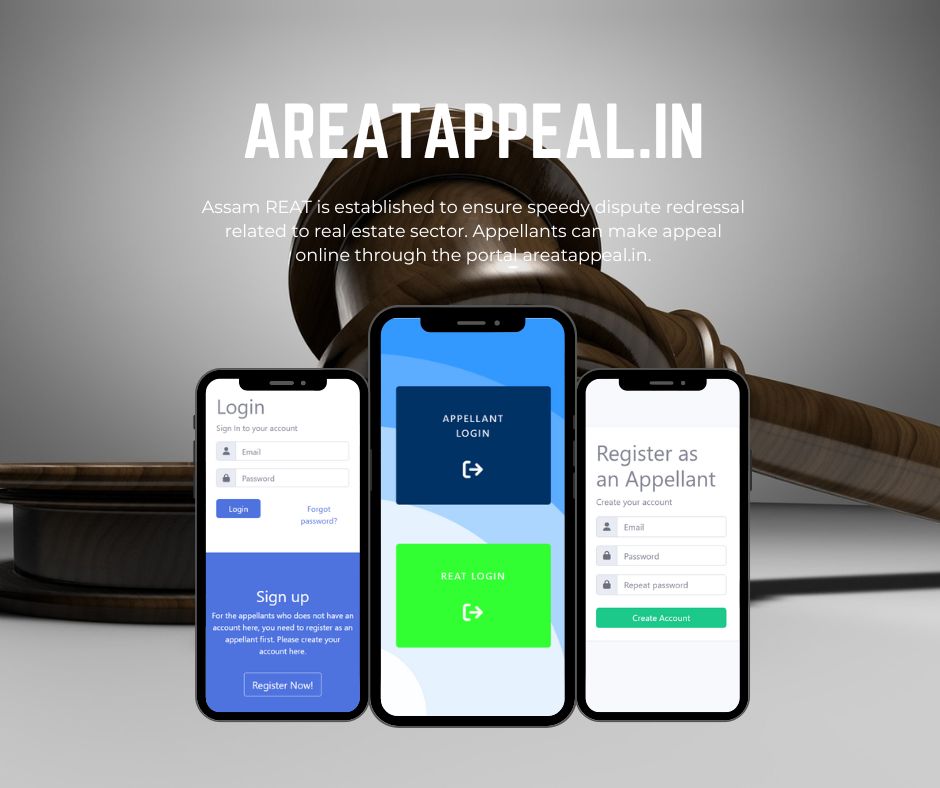 AREATAPPEAL.IN
Assam REAT is established to ensure speedy dispute redressal
related to real estate sector. Appellants can make appeal
online through the portal areatappeal.in.
Login
Sign In to your account
Email
Password
Login
Forgot
password?
Sign up
For the appellants who does not have an
account here, you need to register as an
appellant first. Please create your
account here.
Register Now!
APPELLANT
LOGIN
REAT LOGIN
Register as
an Appellant
Create your account
Email
Password
Repeat password
Create Account